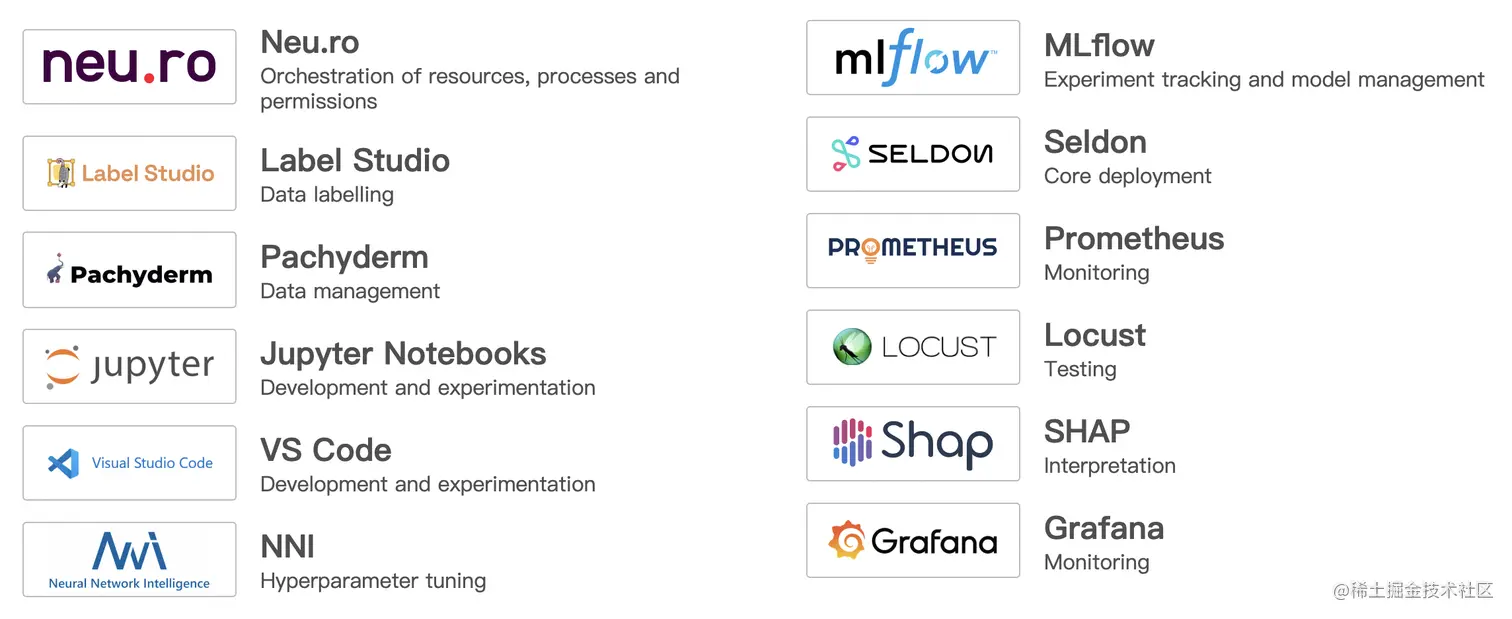 neu.ro
Neu.ro
Orchestration of resources, processes and
permissions
Label Studio
Label Studio
Data labelling
Pachyderm
Pachyderm
Data management
jupyter
Jupyter Notebooks
Development and experimentation
Visual Studio Code
VS Code
Development and experimentation
NNI
Neural Network Intelligence
NNI
Hyperparameter tuning
mlflow™
MLflow
Experiment tracking and model management
SELDON
Seldon
Core deployment
PROMETHEUS
Prometheus
Monitoring
LOCUST
Locust
Testing
Shap
SHAP
Interpretation
Grafana
Grafana
Monitoring
@稀土掘金技术社区